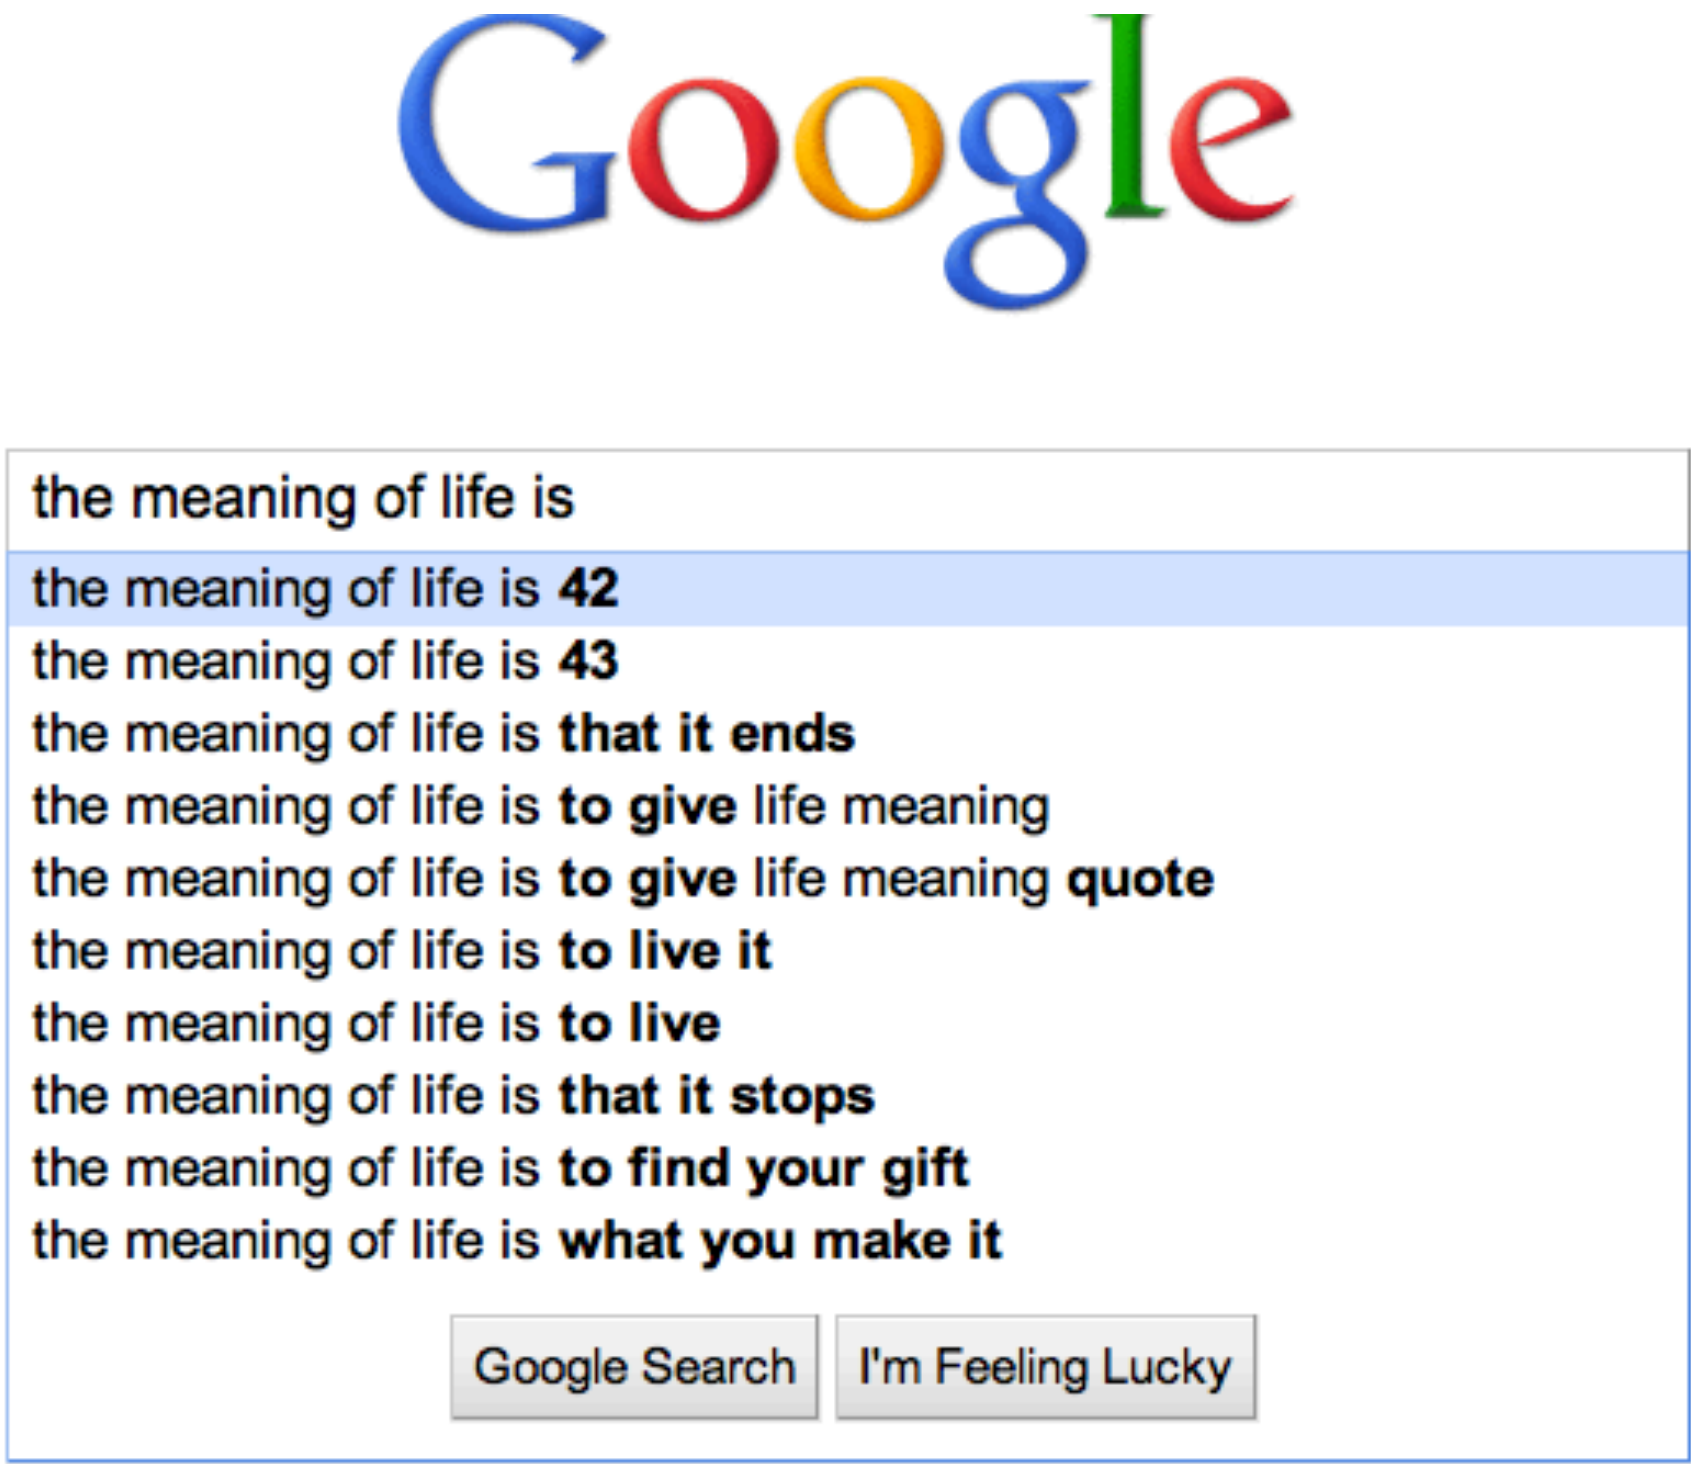 Google
the meaning of life is
the meaning of life is 42
the meaning of life is 43
the meaning of life is that it ends
the meaning of life is to give life meaning
the meaning of life is to give life meaning quote
the meaning of life is to live it
the meaning of life is to live
the meaning of life is that it stops
the meaning of life is to find your gift
the meaning of life is what you make it
Google Search I'm Feeling Lucky